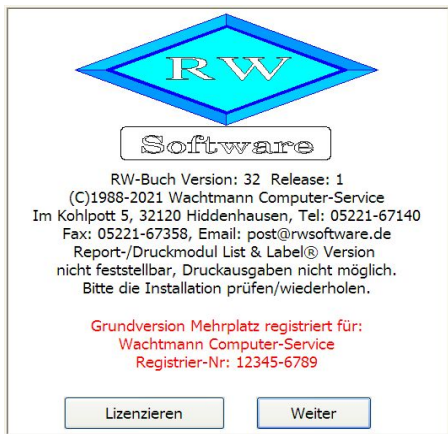 RW
Software
RW-Buch Version: 32 Release: 1
(C)1988-2021 Wachtmann Computer-Service
Im Kohlpott 5, 32120 Hiddenhausen, Tel: 05221-67140
Fax: 05221-67358, Email: post@rwsoftware.de
Report-/Druckmodul List & Label® Version
nicht feststellbar, Druckausgaben nicht möglich.
Bitte die Installation prüfen/wiederholen.
Grundversion Mehrplatz registriert für:
Wachtmann Computer-Service
Registrier-Nr: 12345-6789
Lizenzieren Weiter